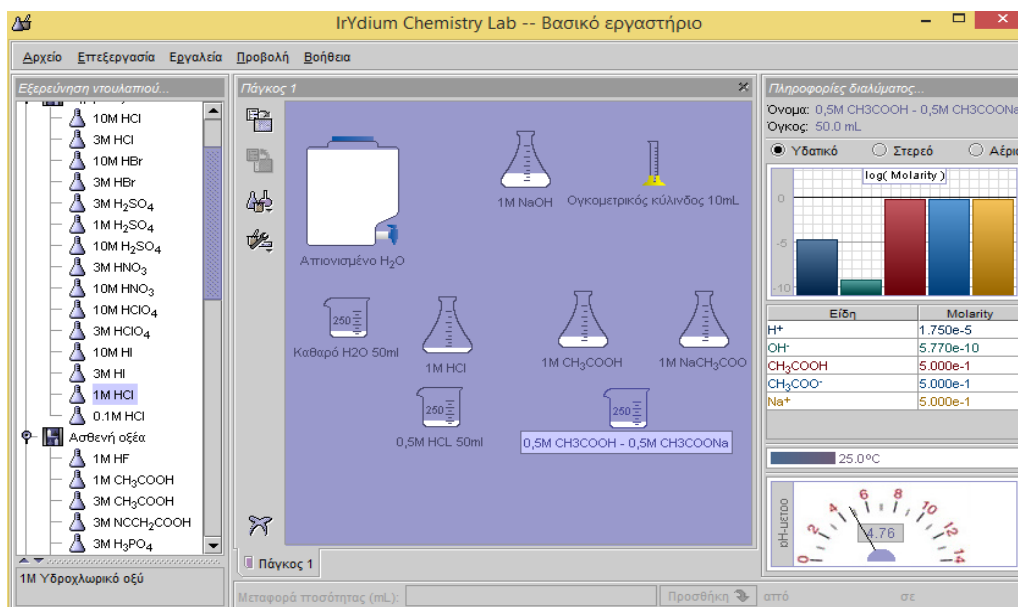 IrYdium Chemistry Lab -- Βασικό εργαστήριο
Αρχείο Επεξεργασία Εργαλεία Προβολή Βοήθεια
Εξερεύνηση ντουλαπιού...
10M HCl
3M HCl
10M HBr
3M HBr
3M H₂SO₄
1M H₂SO₄
10M H₂SO₄
3M HNO₃
10M HNO₃
10M HClO₄
3M HClO₄
10M HI
3M HI
1M HCl
0.1M HCl
Ασθενή οξέα
1M HF
1M CH₃COOH
3M CH₃COOH
3M NCCH₂COOH
3M H₃PO₄
1M Υδροχλωρικό οξύ
Πάγκος 1
Απιονισμένο H₂O
1M NaOH
Ογκομετρικός κύλινδος 10mL
250
Καθαρό H2O 50ml
1M HCl
1M CH₃COOH
1M NaCH₃COO
250
0,5M HCL 50ml
250
0,5M CH3COOH - 0,5M CH3COONa
Πάγκος 1
Μεταφορά ποσότητας (mL): Προσθήκη από σε
Πληροφορίες διαλύματος...
Όνομα: 0,5M CH3COOH - 0,5M CH3COONa
Όγκος: 50.0 mL
Υδατικό Στερεό Αέρι
log( Molarity )
0
-5
-10
Είδη Molarity
H+ 1.750e-5
OH- 5.770e-10
CH₃COOH 5.000e-1
CH₃COO- 5.000e-1
Na+ 5.000e-1
25.0ºC
pH-μετρο
0 2 4 6 8 10 12 14
4.76